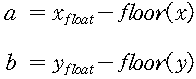 a = x_float − floor(x)
b = y_float − floor(y)